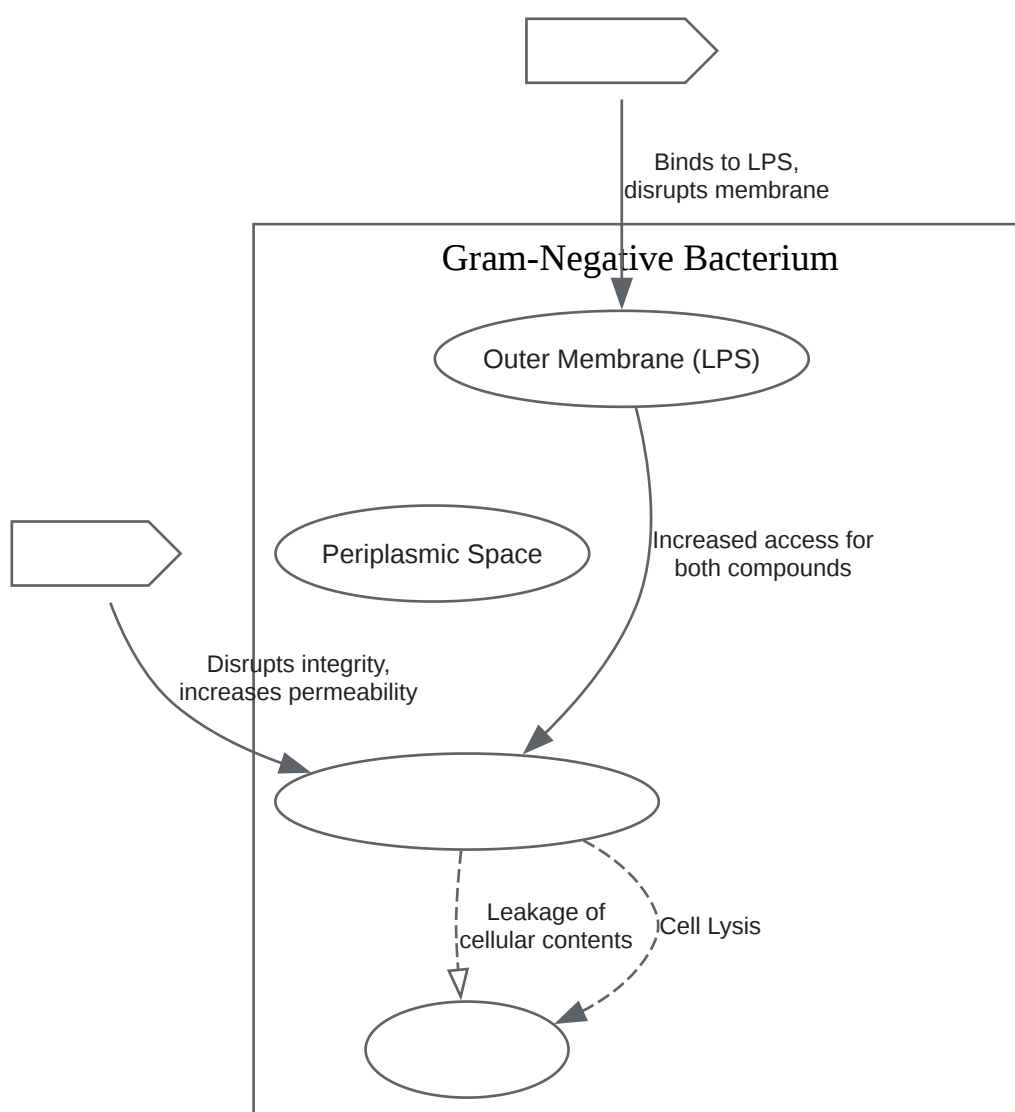 Binds to LPS,
disrupts membrane
Gram-Negative Bacterium
Outer Membrane (LPS)
Increased access for
both compounds
Periplasmic Space
Disrupts integrity,
increases permeability
Leakage of
cellular contents
Cell Lysis